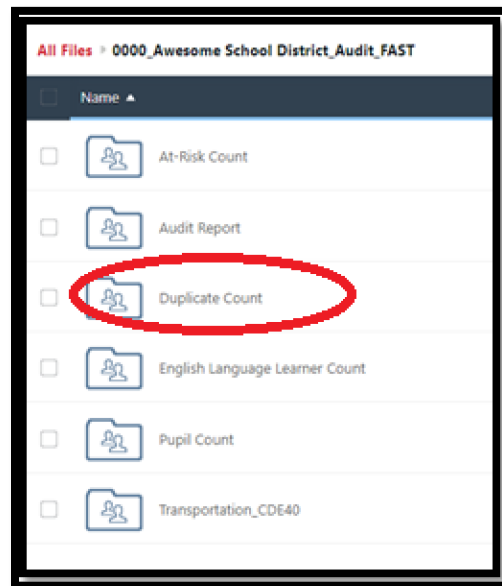 All Files > 0000_Awesome School District_Audit_FAST
Name ▲
At-Risk Count
Audit Report
Duplicate Count
English Language Learner Count
Pupil Count
Transportation_CDE40